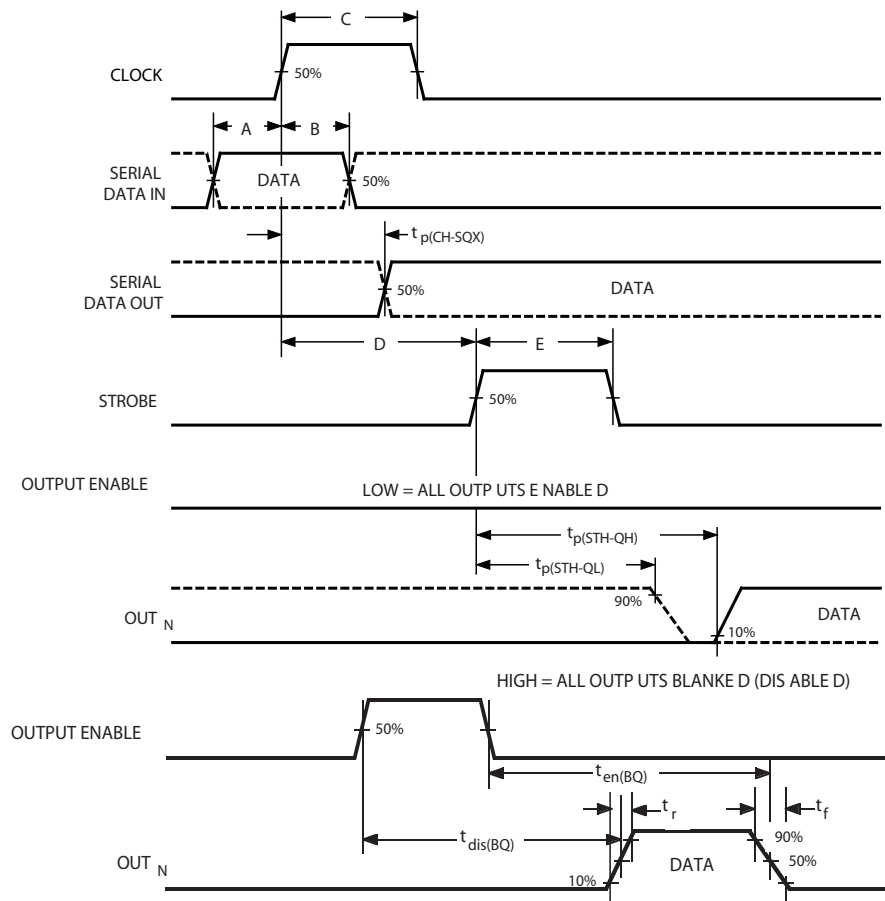 C
CLOCK
50%
A
B
SERIAL
DATA IN
DATA
50%
t p(CH-SQX)
SERIAL
DATA OUT
50%
DATA
D
E
STROBE
50%
OUTPUT ENABLE
LOW = ALL OUTP UTS E NABLE D
t p(STH-QH)
t p(STH-QL)
90%
OUT N
DATA
10%
HIGH = ALL OUTP UTS BLANKE D (DIS ABLE D)
OUTPUT ENABLE
50%
t en(BQ)
t r
t f
t dis(BQ)
90%
OUT N
DATA
50%
10%